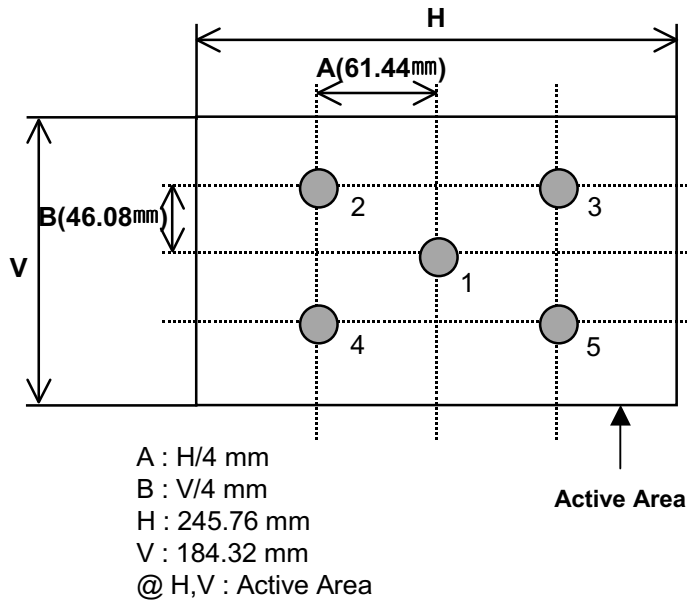 H
A(61.44㎜)
2
3
B(46.08㎜)
V
1
4
5
A : H/4 mm
B : V/4 mm
Active Area
H : 245.76 mm
V : 184.32 mm
@ H,V : Active Area